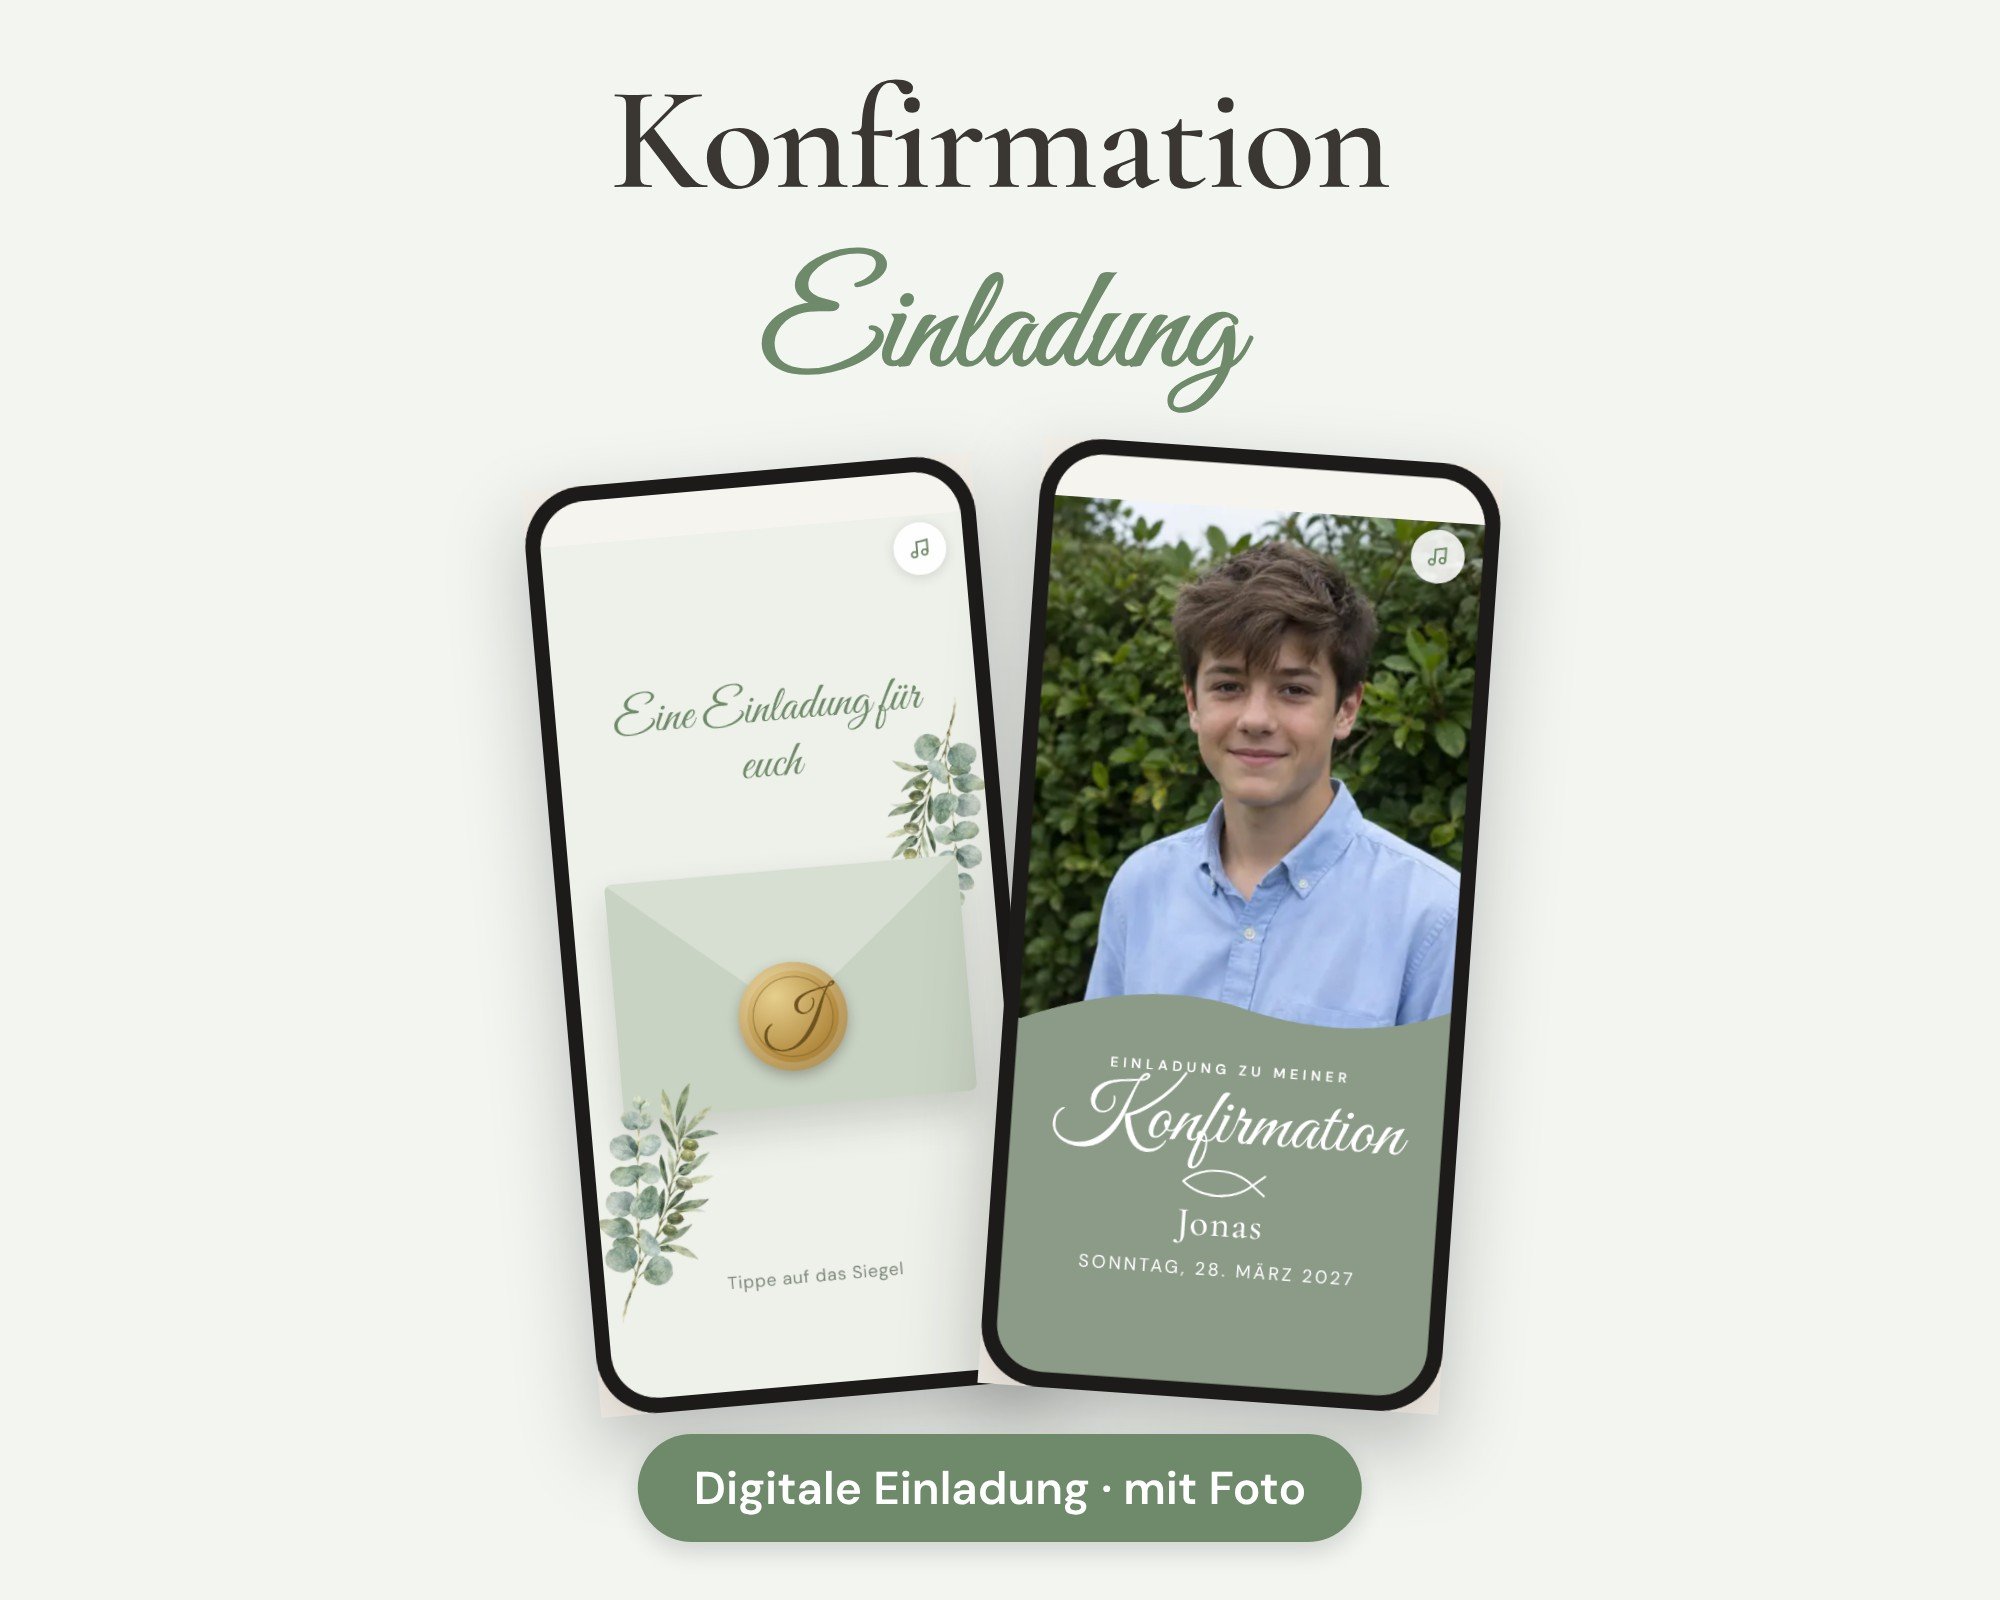 Konfirmation
Einladung
Eine Einladung für
euch
J
Tippe auf das Siegel
EINLADUNG ZU MEINER
Konfirmation
Jonas
SONNTAG, 28. MÄRZ 2027
Digitale Einladung · mit Foto